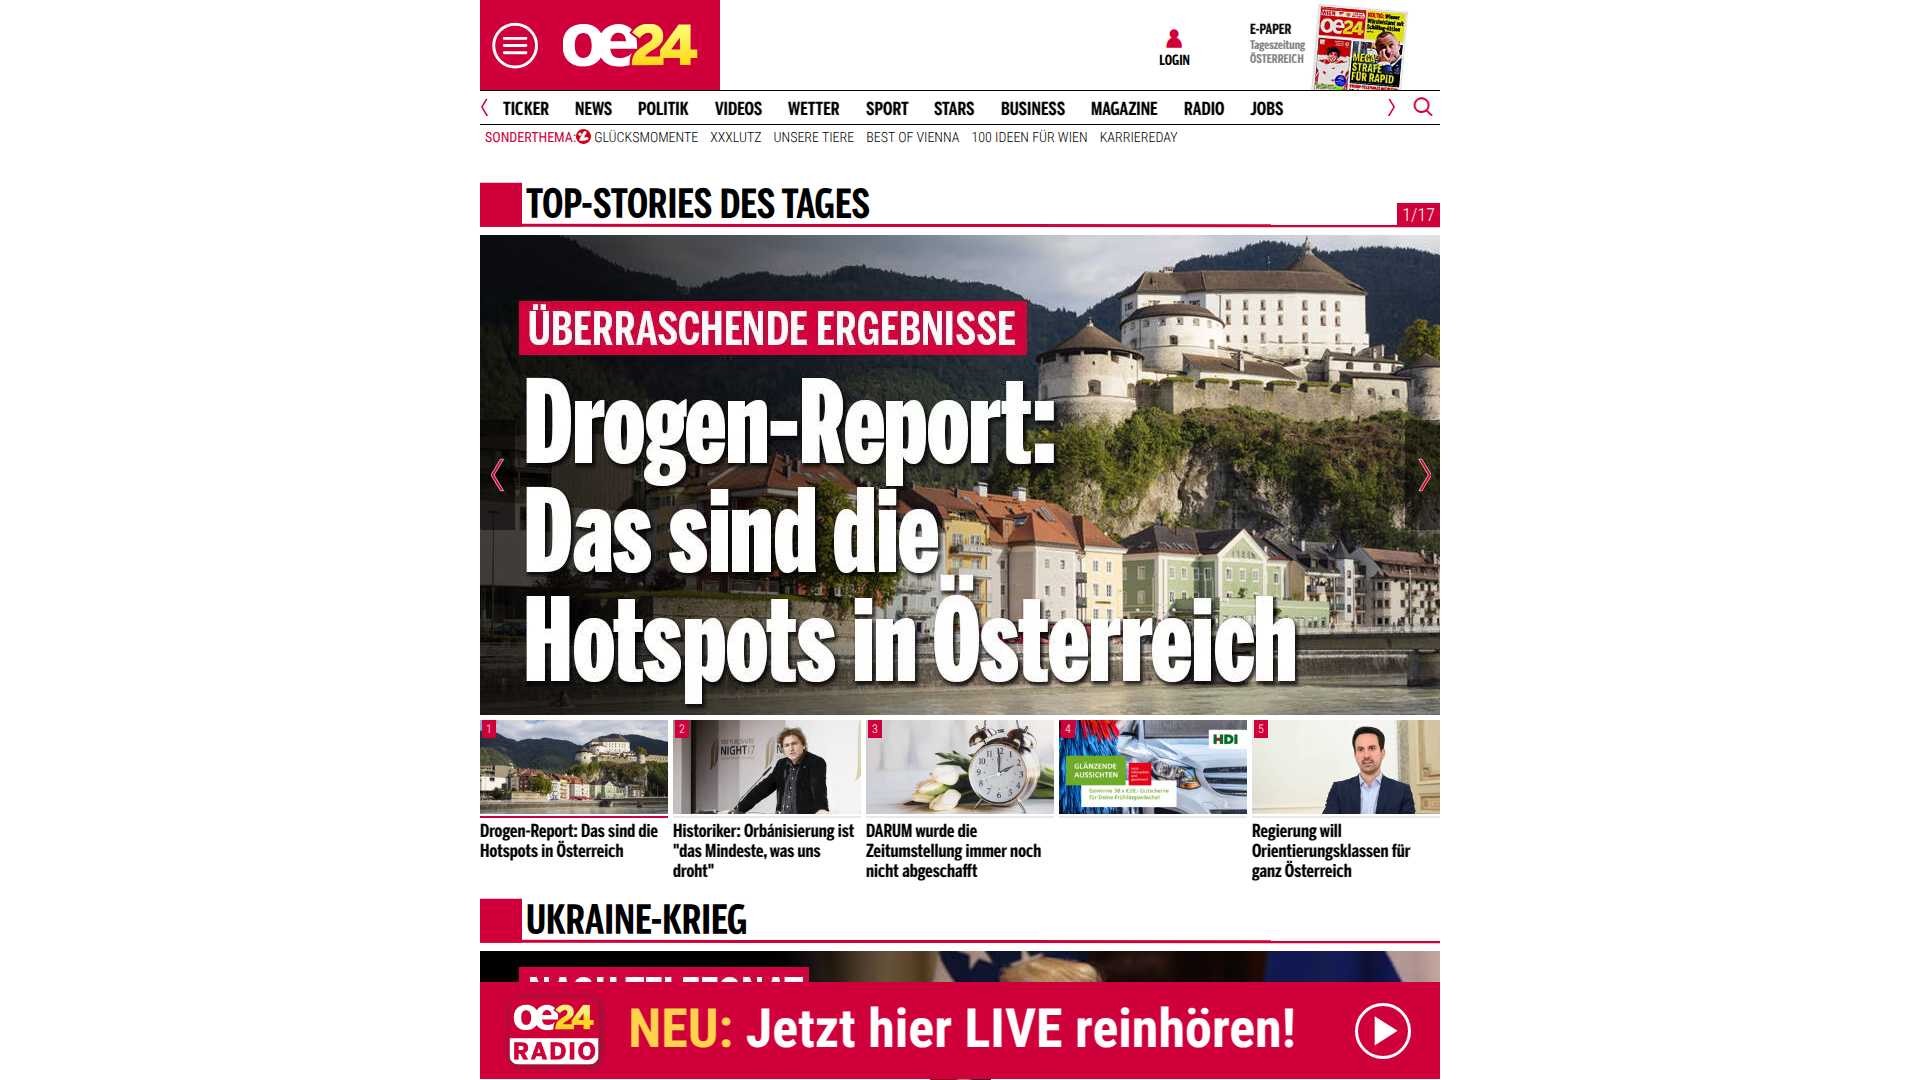 oe24
LOGIN
E-PAPER
Tageszeitung
ÖSTERREICH
oe24
MEGA-
STRAFE
FÜR RAPID
TICKER NEWS POLITIK VIDEOS WETTER SPORT STARS BUSINESS MAGAZINE RADIO JOBS
SONDERTHEMA: GLÜCKSMOMENTE XXXLUTZ UNSERE TIERE BEST OF VIENNA 100 IDEEN FÜR WIEN KARRIEREDAY
TOP-STORIES DES TAGES
1/17
ÜBERRASCHENDE ERGEBNISSE
Drogen-Report:
Das sind die
Hotspots in Österreich
1
2
NIGHT17
3
4
HDI
GLÄNZENDE
AUSSICHTEN
5
Drogen-Report: Das sind die
Hotspots in Österreich
Historiker: Orbánisierung ist
"das Mindeste, was uns
droht"
DARUM wurde die
Zeitumstellung immer noch
nicht abgeschafft
Regierung will
Orientierungsklassen für
ganz Österreich
UKRAINE-KRIEG
NACH TELEFONAT
oe24
RADIO
NEU: Jetzt hier LIVE reinhören!